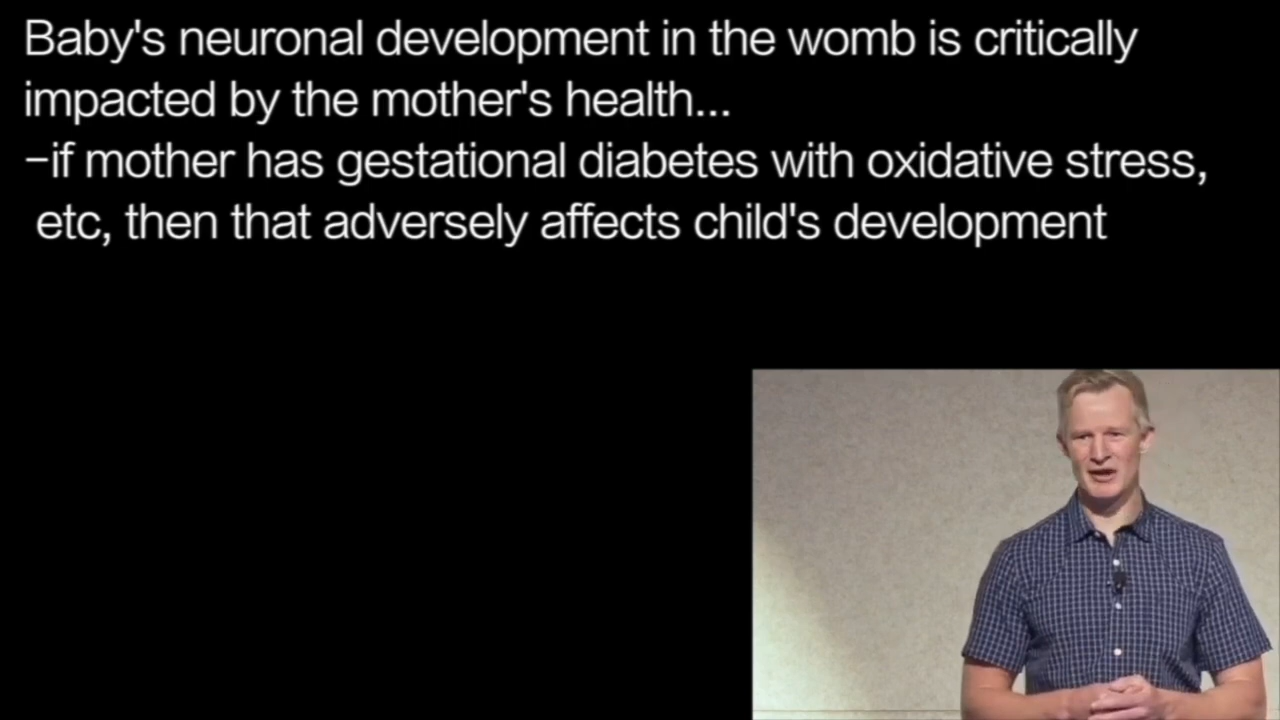 Baby's neuronal development in the womb is critically
impacted by the mother's health...
–if mother has gestational diabetes with oxidative stress,
etc, then that adversely affects child's development